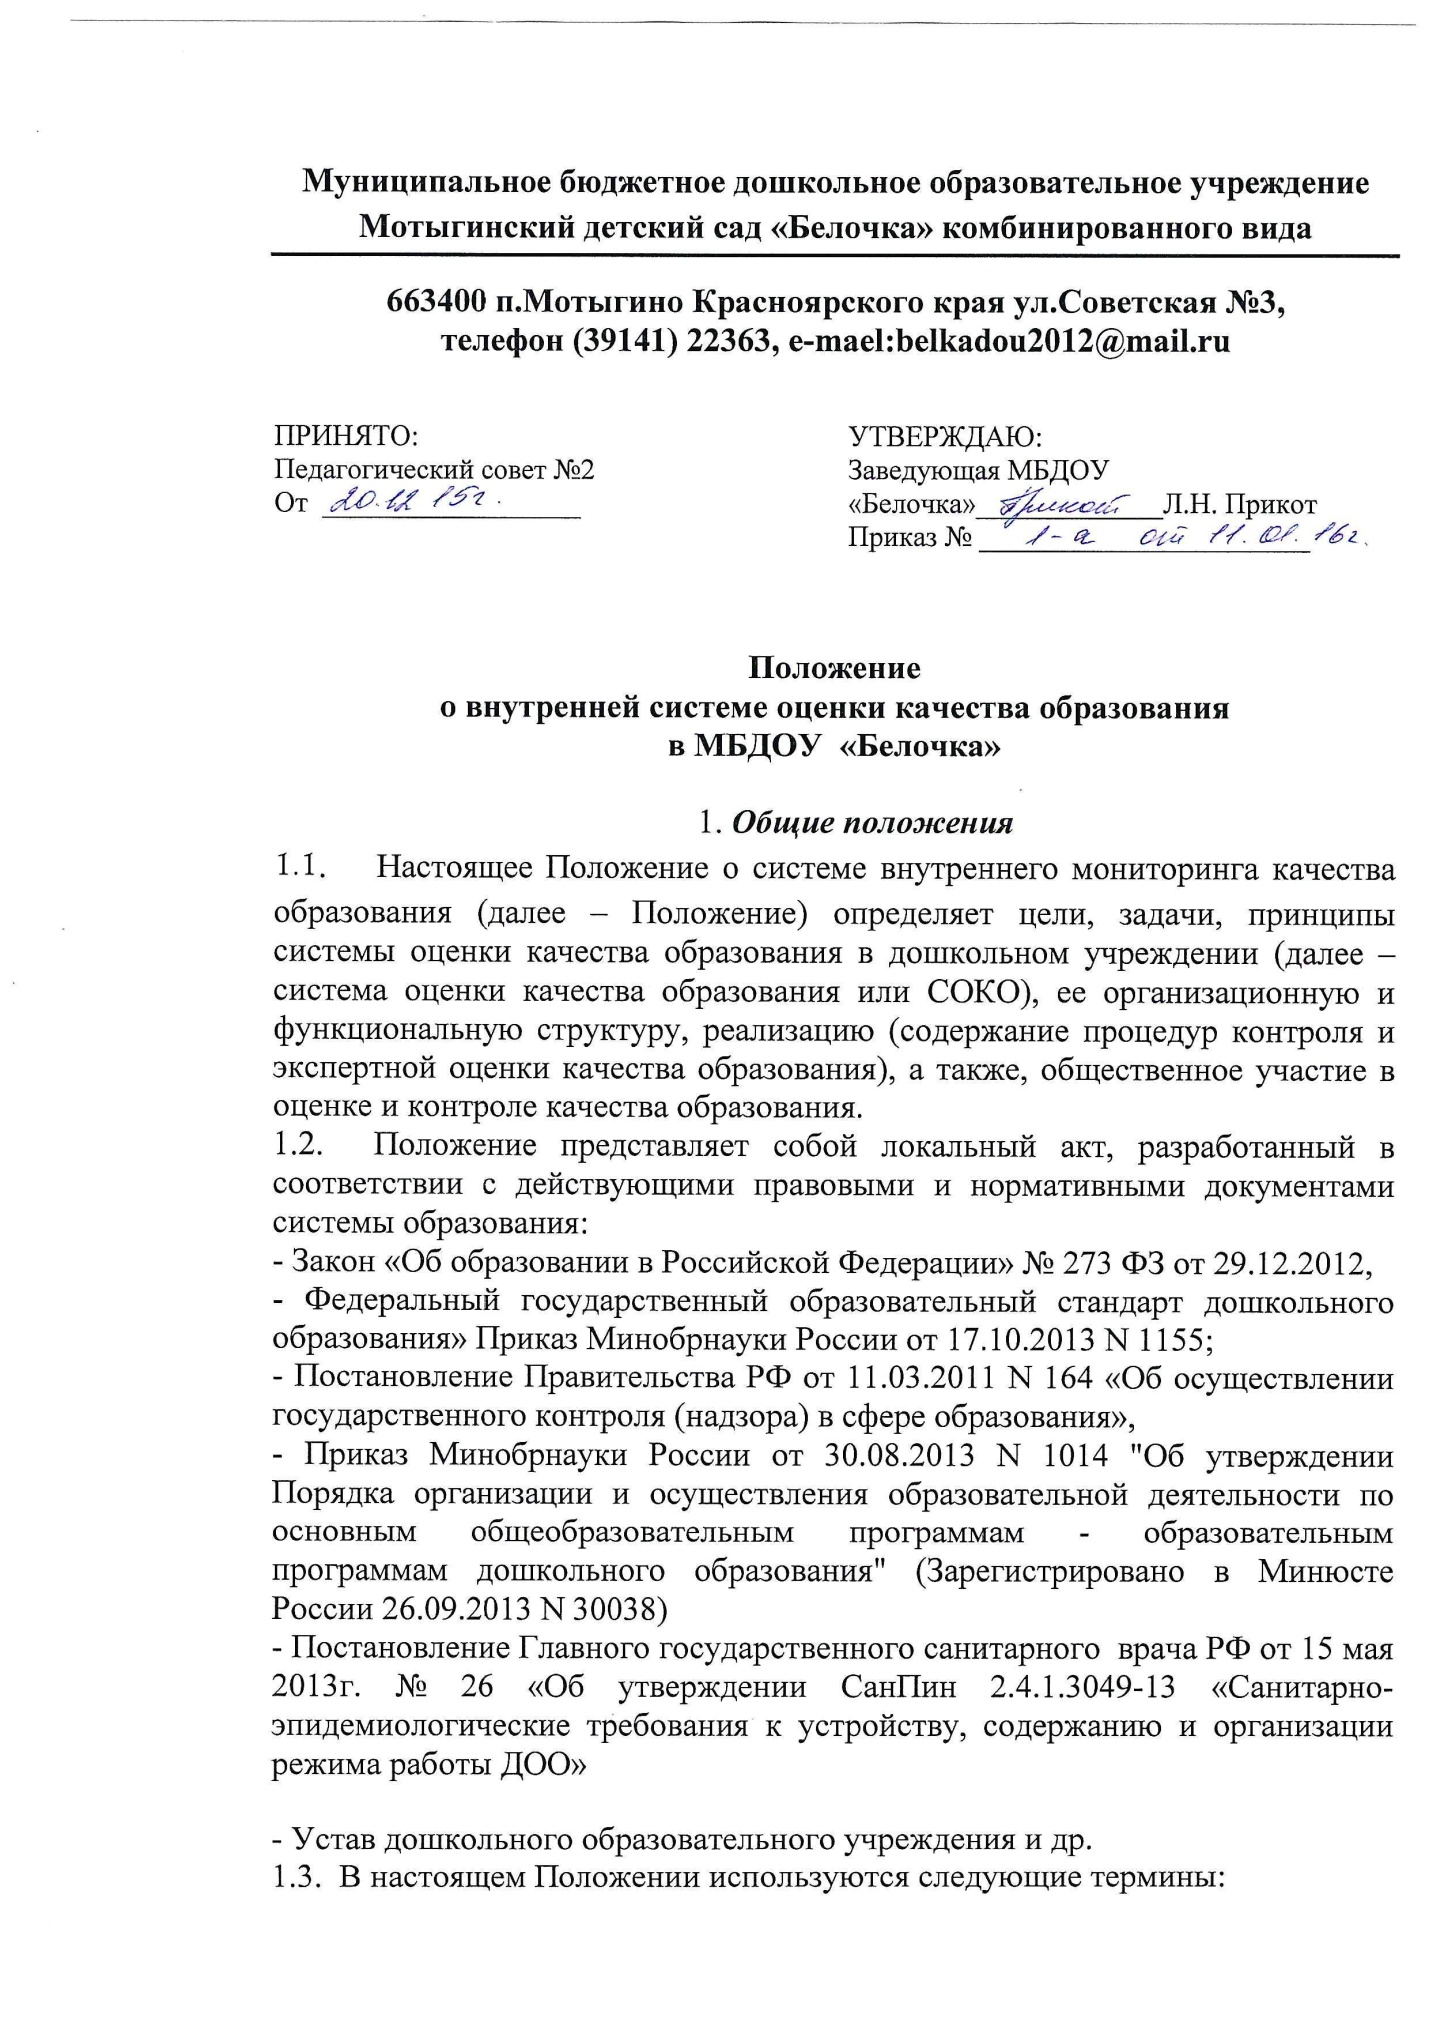 Муниципальное бюджетное дошкольное образовательное учреждение
Мотыгинский детский сад «Белочка» комбинированного вида
663400 п.Мотыгино Красноярского края ул.Советская №3,
телефон (39141) 22363, e-mael:belkadou2012@mail.ru
ПРИНЯТО:
Педагогический совет №2
От 20.12 15г.
УТВЕРЖДАЮ:
Заведующая МБДОУ
«Белочка» Прикот Л.Н. Прикот
Приказ № 1-а от 11.01.16г.
Положение
о внутренней системе оценки качества образования
в МБДОУ «Белочка»
1. Общие положения
1.1. Настоящее Положение о системе внутреннего мониторинга качества
образования (далее – Положение) определяет цели, задачи, принципы
системы оценки качества образования в дошкольном учреждении (далее –
система оценки качества образования или СОКО), ее организационную и
функциональную структуру, реализацию (содержание процедур контроля и
экспертной оценки качества образования), а также, общественное участие в
оценке и контроле качества образования.
1.2. Положение представляет собой локальный акт, разработанный в
соответствии с действующими правовыми и нормативными документами
системы образования:
- Закон «Об образовании в Российской Федерации» № 273 ФЗ от 29.12.2012,
- Федеральный государственный образовательный стандарт дошкольного
образования» Приказ Минобрнауки России от 17.10.2013 N 1155;
- Постановление Правительства РФ от 11.03.2011 N 164 «Об осуществлении
государственного контроля (надзора) в сфере образования»,
- Приказ Минобрнауки России от 30.08.2013 N 1014 "Об утверждении
Порядка организации и осуществления образовательной деятельности по
основным общеобразовательным программам - образовательным
программам дошкольного образования" (Зарегистрировано в Минюсте
России 26.09.2013 N 30038)
- Постановление Главного государственного санитарного врача РФ от 15 мая
2013г. № 26 «Об утверждении СанПин 2.4.1.3049-13 «Санитарно-
эпидемиологические требования к устройству, содержанию и организации
режима работы ДОО»
- Устав дошкольного образовательного учреждения и др.
1.3. В настоящем Положении используются следующие термины: